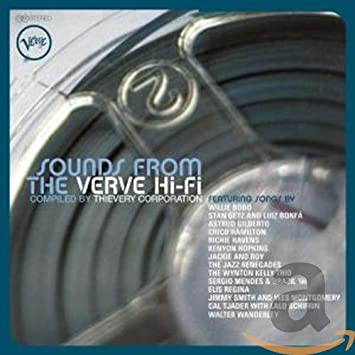 Verve
2
SOUNDS FROM
THE VERVE Hi-Fi
COMPILED BY THIEVERY CORPORATION
FEATURING SONGS BY
WILLIE BOBO
STAN GETZ AND LUIZ BONFÁ
ASTRUD GILBERTO
CHICO HAMILTON
RICHIE HAVENS
KENYON HOPKINS
JACKIE AND ROY
THE JAZZ RENEGADES
THE WYNTON KELLY TRIO
SERGIO MENDES & BRASIL '66
ELIS REGINA
JIMMY SMITH AND WES MONTGOMERY
CAL TJADER WITH LALO SCHIFRIN
WALTER WANDERLEY
a